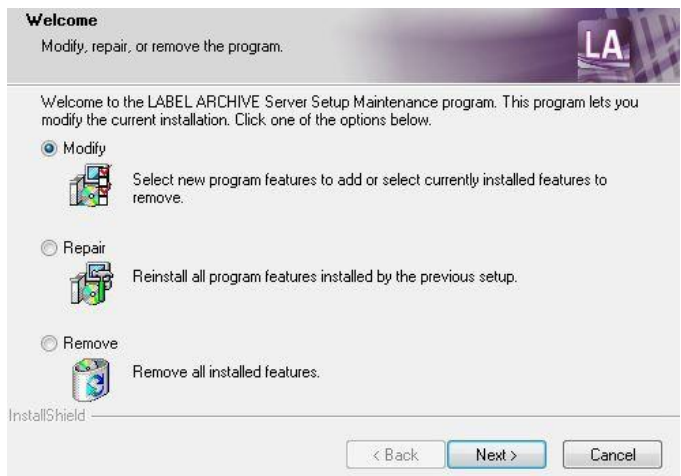 Welcome
Modify, repair, or remove the program.
LA
Welcome to the LABEL ARCHIVE Server Setup Maintenance program. This program lets you
modify the current installation. Click one of the options below.
Modify
Select new program features to add or select currently installed features to
remove.
Repair
Reinstall all program features installed by the previous setup.
Remove
Remove all installed features.
InstallShield
< Back
Next >
Cancel